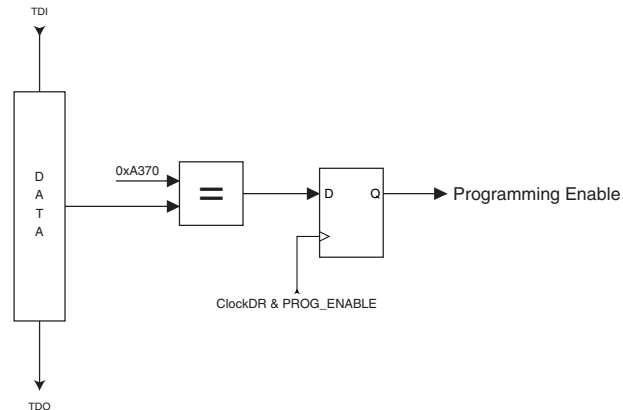 TDI
D
A
T
A
0xA370
=
D Q
Programming Enable
ClockDR & PROG_ENABLE
TDO